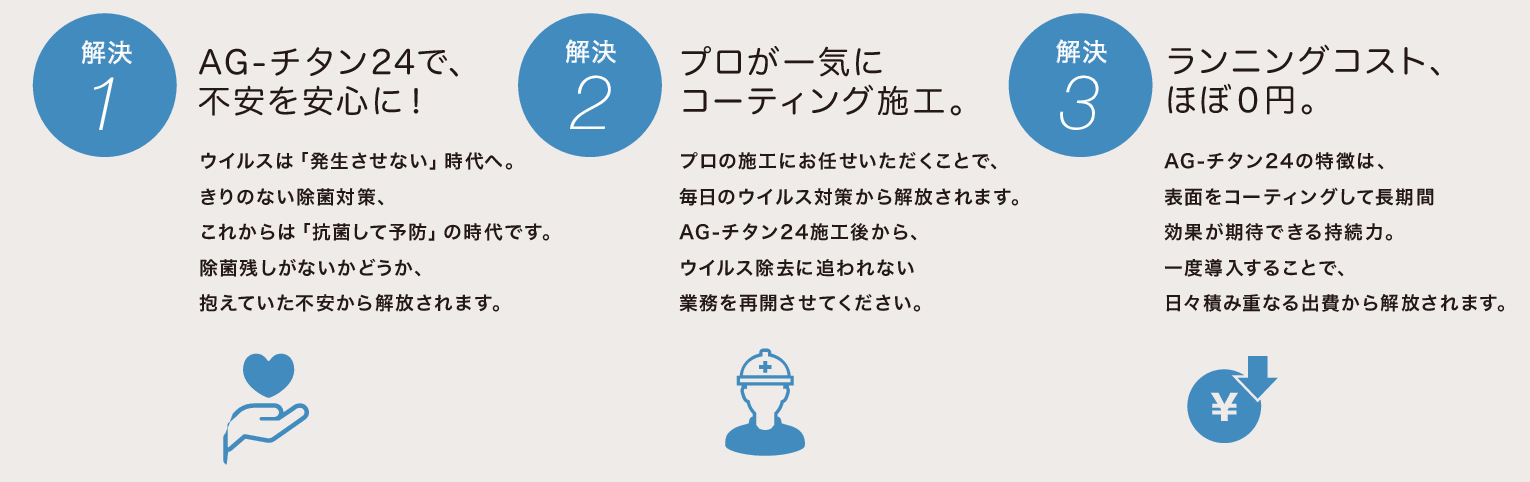 解決
1
AG-チタン24で、
不安を安心に！
ウイルスは「発生させない」時代へ。
きりのない除菌対策、
これからは「抗菌して予防」の時代です。
除菌残しがないかどうか、
抱えていた不安から解放されます。
解決
2
プロが一気に
コーティング施工。
プロの施工にお任せいただくことで、
毎日のウイルス対策から解放されます。
AG-チタン24施工後から、
ウイルス除去に追われない
業務を再開させてください。
解決
3
ランニングコスト、
ほぼ0円。
AG-チタン24の特徴は、
表面をコーティングして長期間
効果が期待できる持続力。
一度導入することで、
日々積み重なる出費から解放されます。
¥